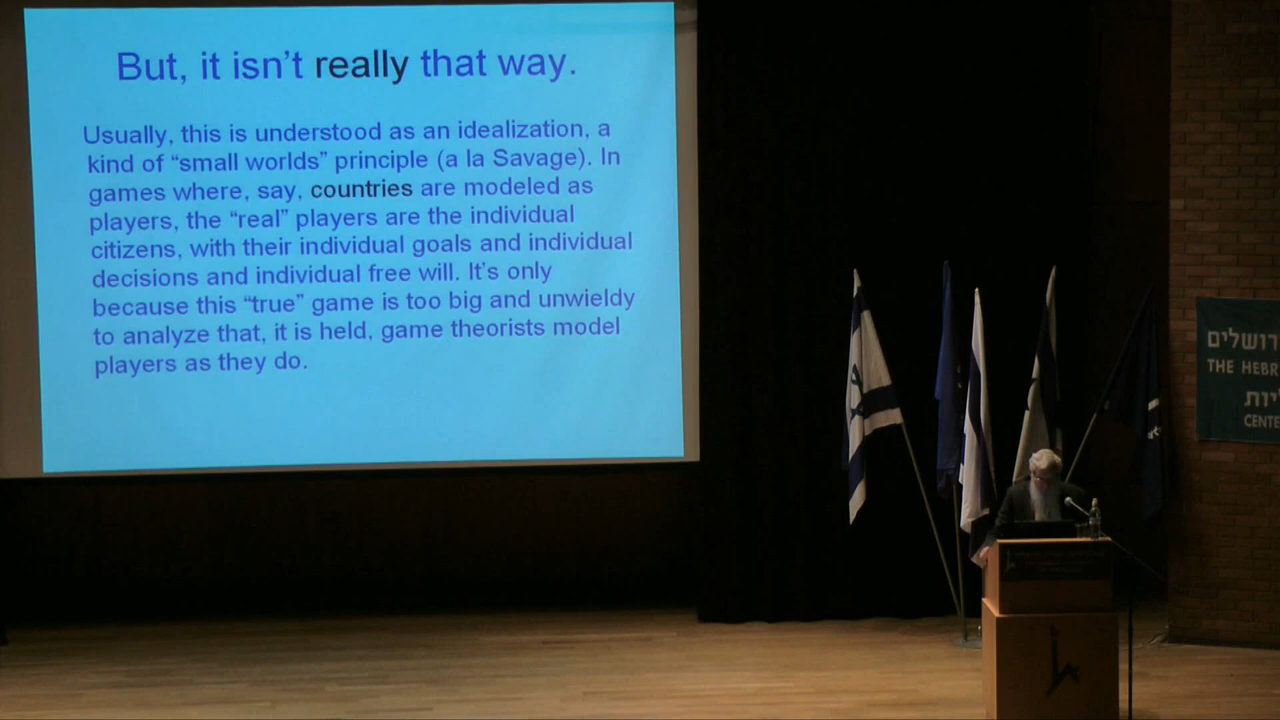 But, it isn't really that way.
Usually, this is understood as an idealization, a
kind of “small worlds” principle (a la Savage). In
games where, say, countries are modeled as
players, the “real” players are the individual
citizens, with their individual goals and individual
decisions and individual free will. It's only
because this “true” game is too big and unwieldy
to analyze that, it is held, game theorists model
players as they do.
רושלים
THE HEBR
יות
CENTE